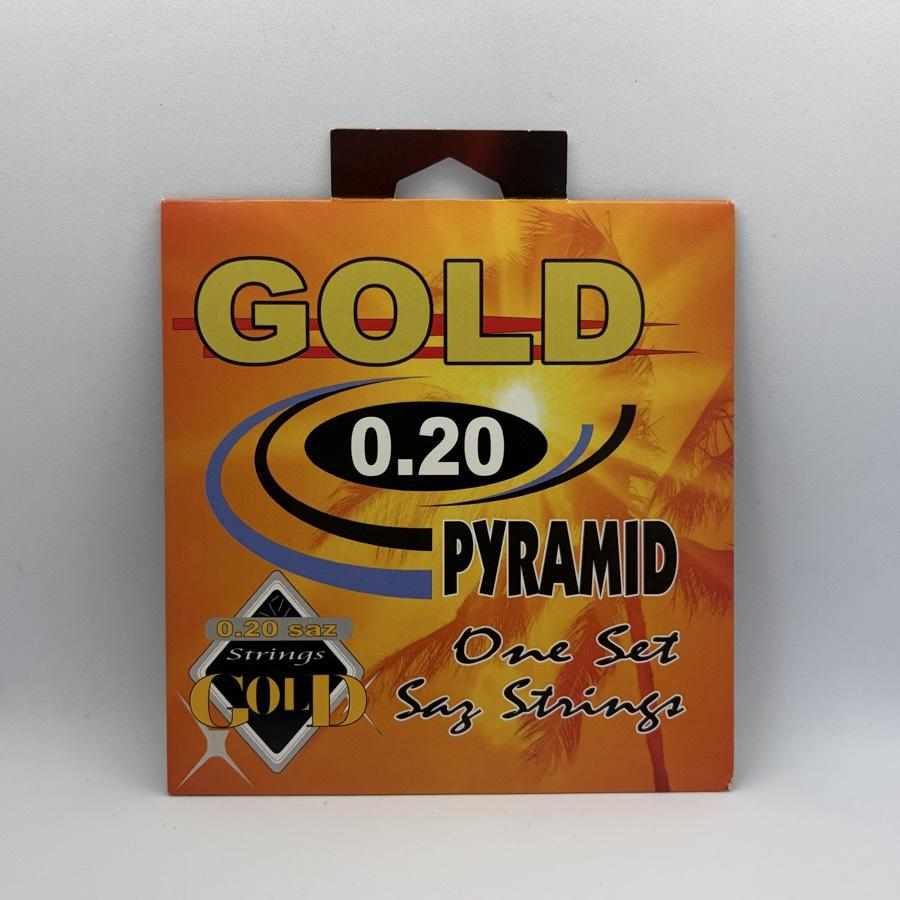 GOLD
0.20
PYRAMID
One Set
Saz Strings
0.20 saz
Strings
GOLD